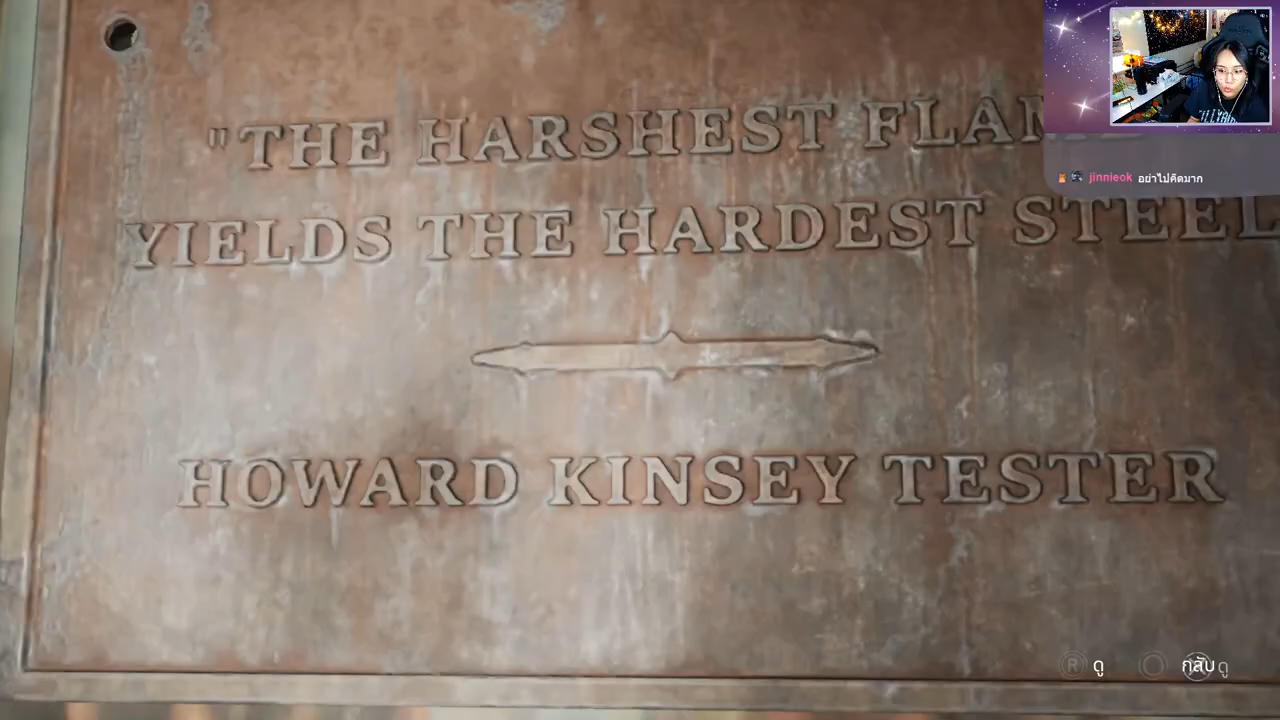 "THE HARSHEST
YIELDS THE HARDEST STEEL
HOWARD KINSEY TESTER
jinnieok อย่าไปคิดมาก
R ดู กลับ ดู